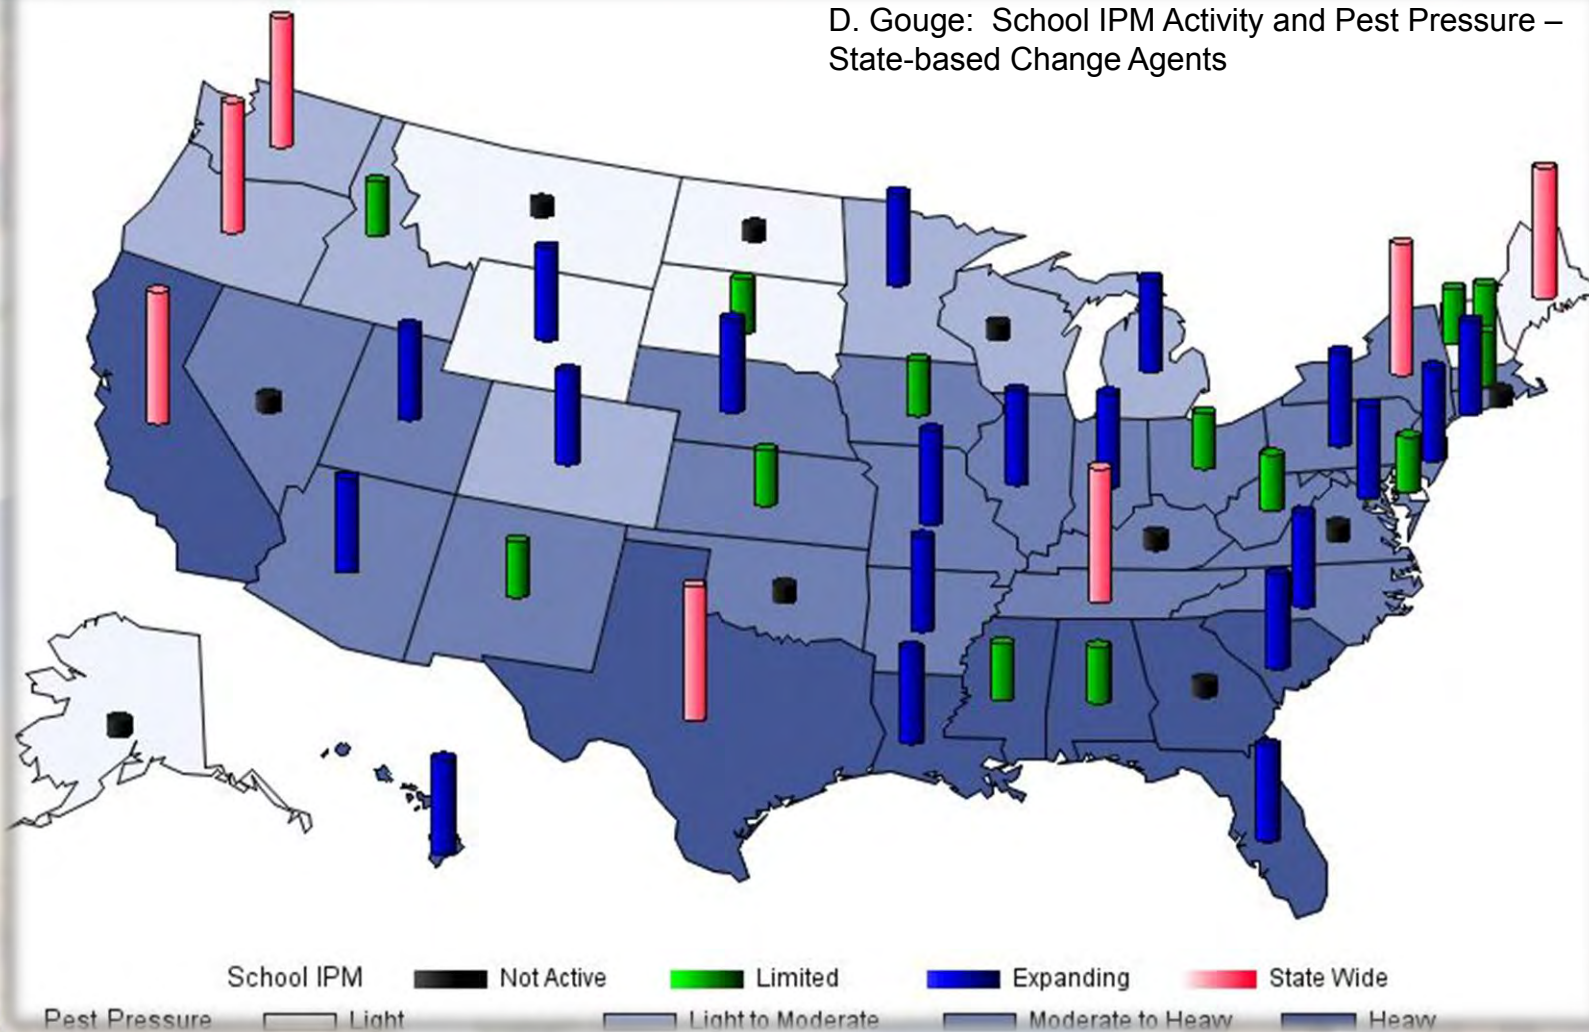 D. Gouge: School IPM Activity and Pest Pressure –
State-based Change Agents
School IPM Not Active Limited Expanding State Wide
Pest Pressure Light Light to Moderate Moderate to Heavy Heavy